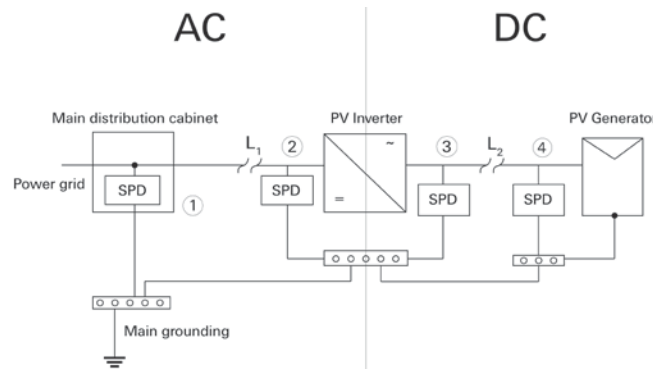 AC
DC
Main distribution cabinet
PV Inverter
PV Generator
L1
2
~
3
L2
4
Power grid
SPD
1
SPD
=
SPD
SPD
Main grounding